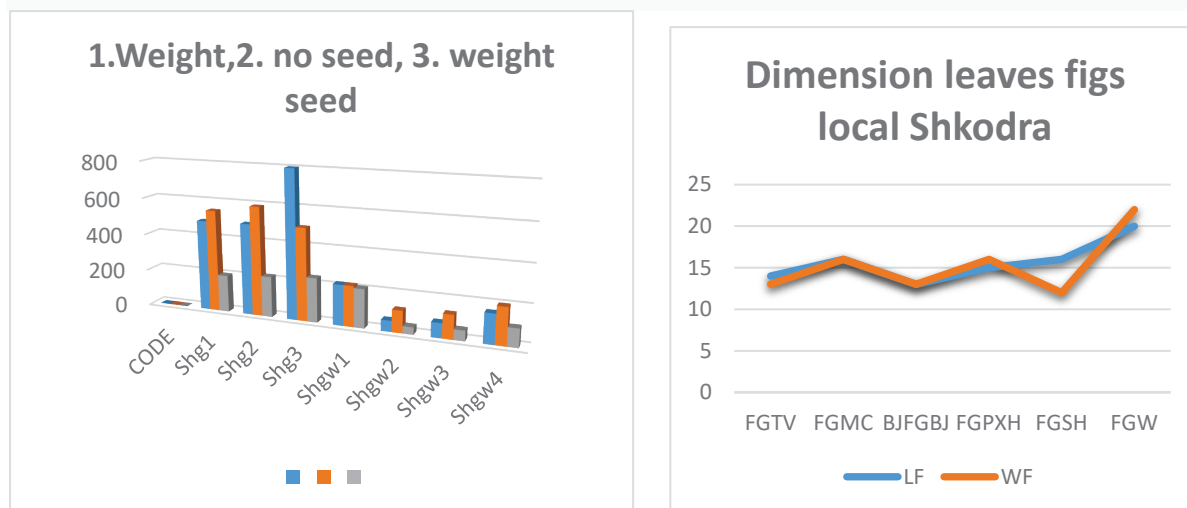 1.Weight,2. no seed, 3. weight
seed
800
600
400
200
0
CODE
Shg1
Shg2
Shg3
Shgw1
Shgw2
Shgw3
Shgw4
Dimension leaves figs
local Shkodra
25
20
15
10
5
0
FGTV FGMC BJFGBJ FGPXH FGSH FGW
LF WF